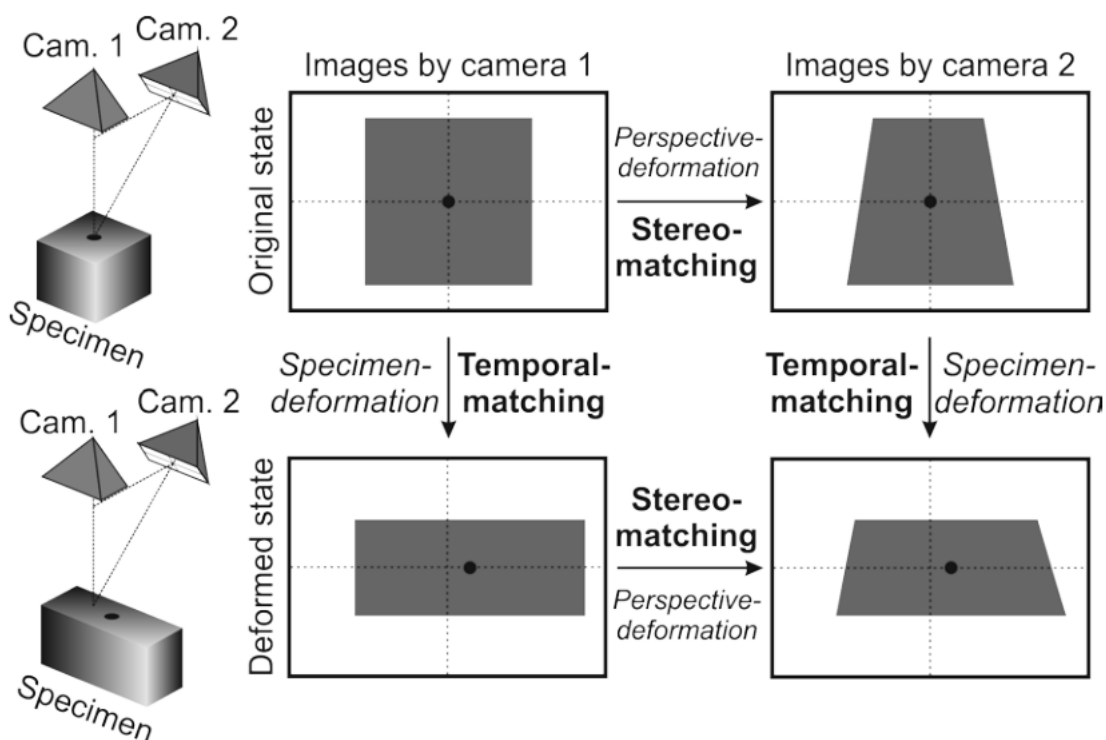 Cam. 1
Cam. 2
Specimen
Images by camera 1
Images by camera 2
Original state
Perspective-
deformation
Stereo-
matching
Specimen-
deformation
Temporal-
matching
Temporal-
matching
Specimen-
deformation
Cam. 1
Cam. 2
Specimen
Deformed state
Stereo-
matching
Perspective-
deformation